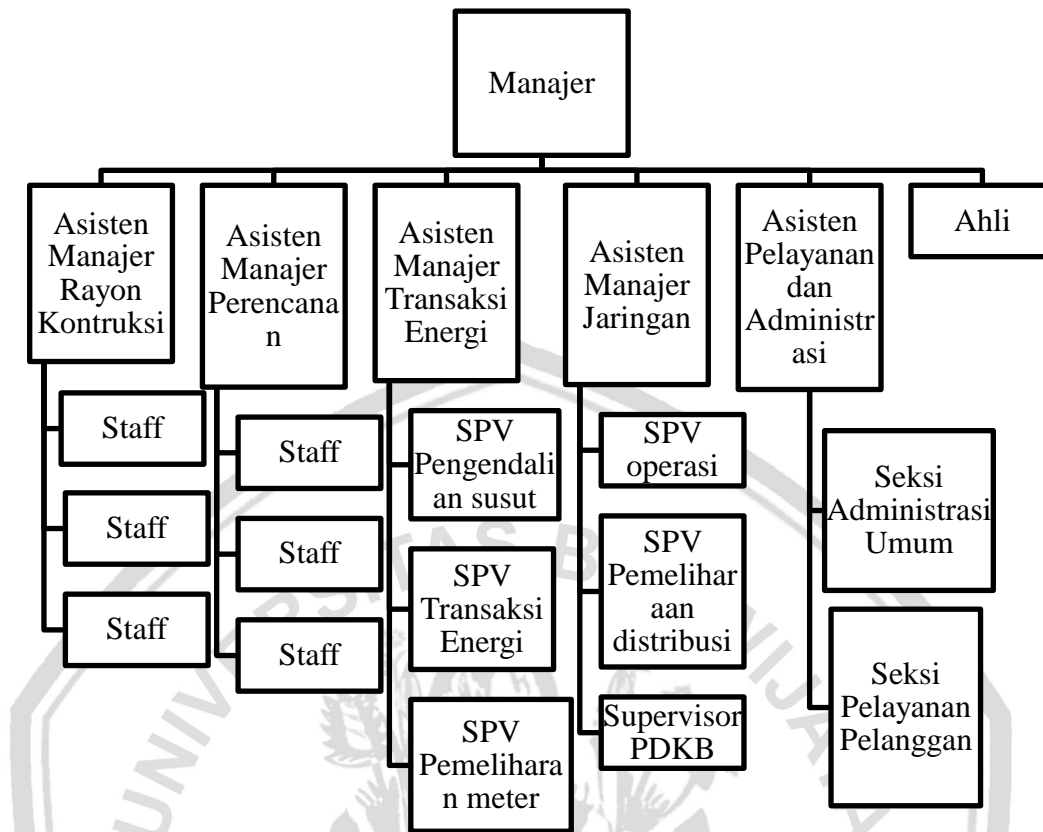 Manajer
Asisten
Manajer
Rayon
Kontruksi
Staff
Staff
Staff
Asisten
Manajer
Perencana
n
Staff
Staff
Staff
Asisten
Manajer
Transaksi
Energi
SPV
Pengendali
an susut
SPV
Transaksi
Energi
SPV
Pemelihara
n meter
Asisten
Manajer
Jaringan
SPV
operasi
SPV
Pemelihar
aan
distribusi
Supervisor
PDKB
Asisten
Pelayanan
dan
Administr
asi
Seksi
Administrasi
Umum
Seksi
Pelayanan
Pelanggan
Ahli
UNIVERSITAS B
NIJAYA